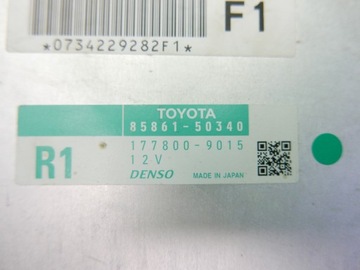 F1
*0734229282F1*
TOYOTA
85861-50340
R1
177800-9015
12V
DENSO MADE IN JAPAN